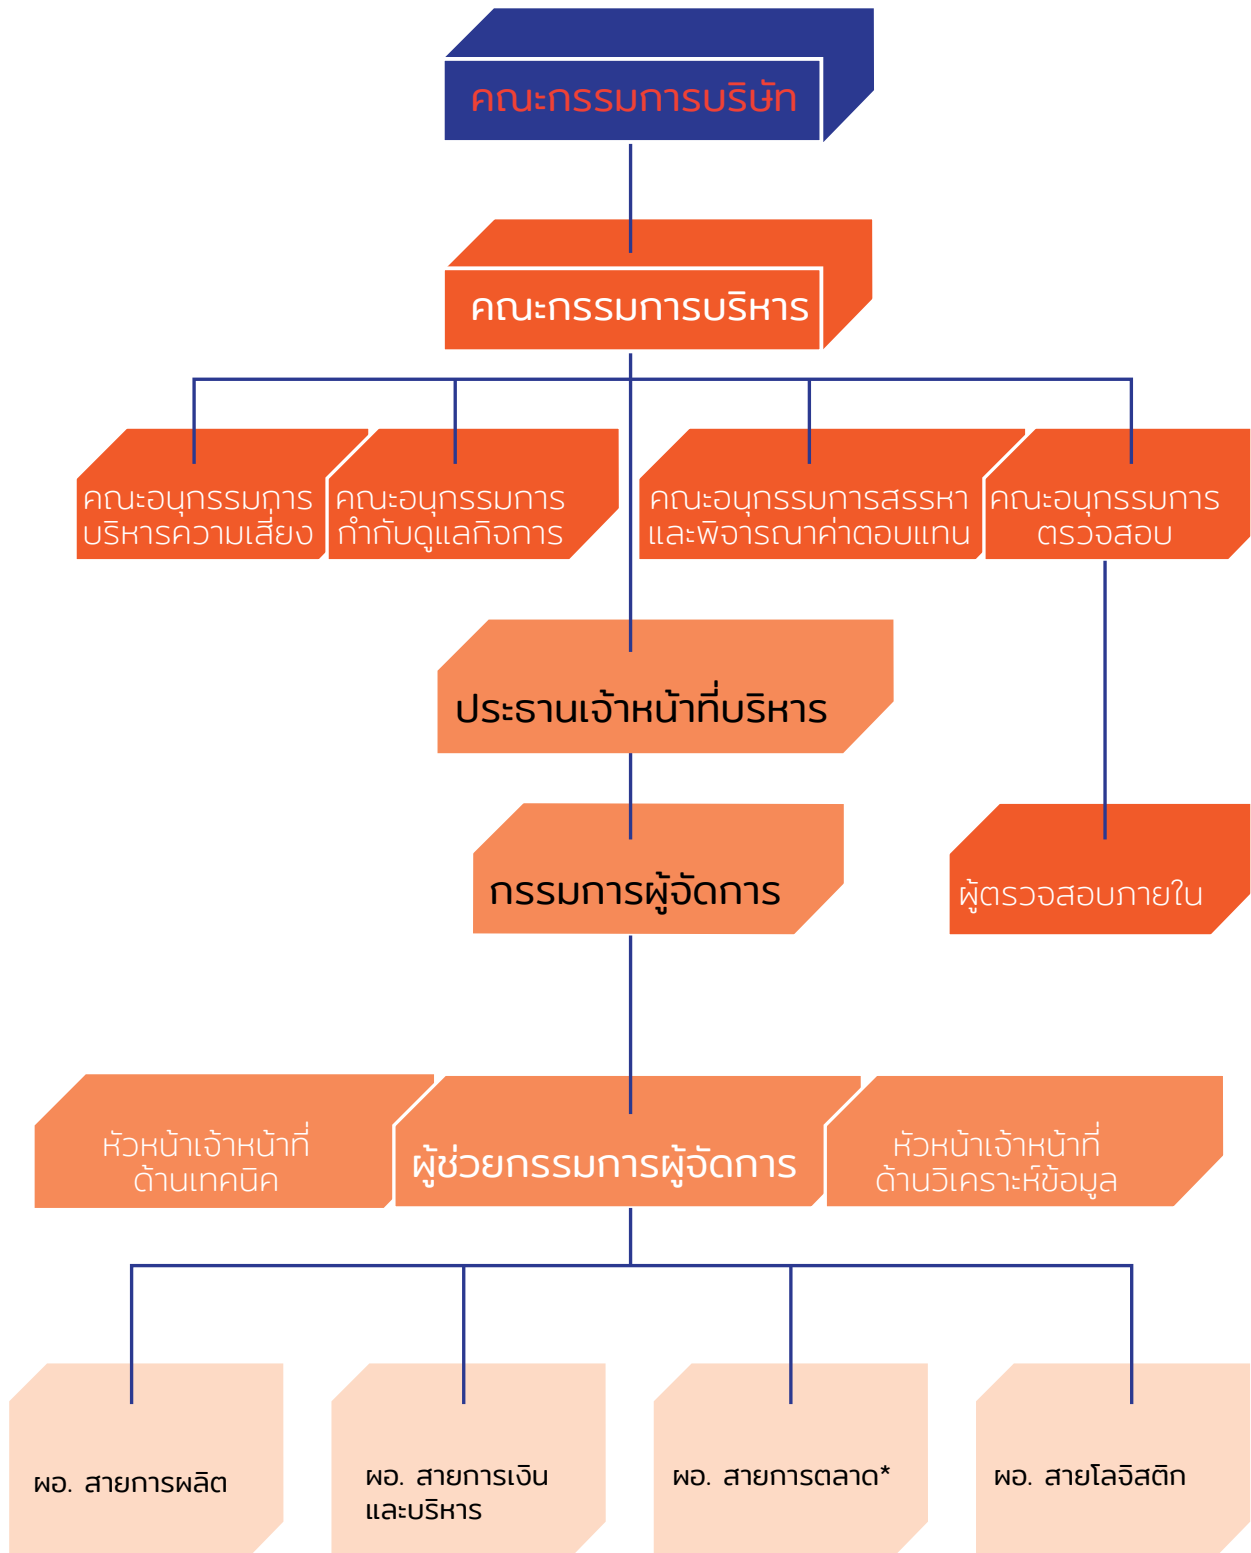 คณะกรรมการบริษัท
คณะกรรมการบริหาร
คณะอนุกรรมการ
บริหารความเสี่ยง
คณะอนุกรรมการ
กำกับดูแลกิจการ
คณะอนุกรรมการสรรหา
และพิจารณาค่าตอบแทน
คณะอนุกรรมการ
ตรวจสอบ
ประธานเจ้าหน้าที่บริหาร
กรรมการผู้จัดการ
ผู้ตรวจสอบภายใน
หัวหน้าเจ้าหน้าที่
ด้านเทคนิค
ผู้ช่วยกรรมการผู้จัดการ
หัวหน้าเจ้าหน้าที่
ด้านวิเคราะห์ข้อมูล
ผอ. สายการผลิต
ผอ. สายการเงิน
และบริหาร
ผอ. สายการตลาด*
ผอ. สายโลจิสติก